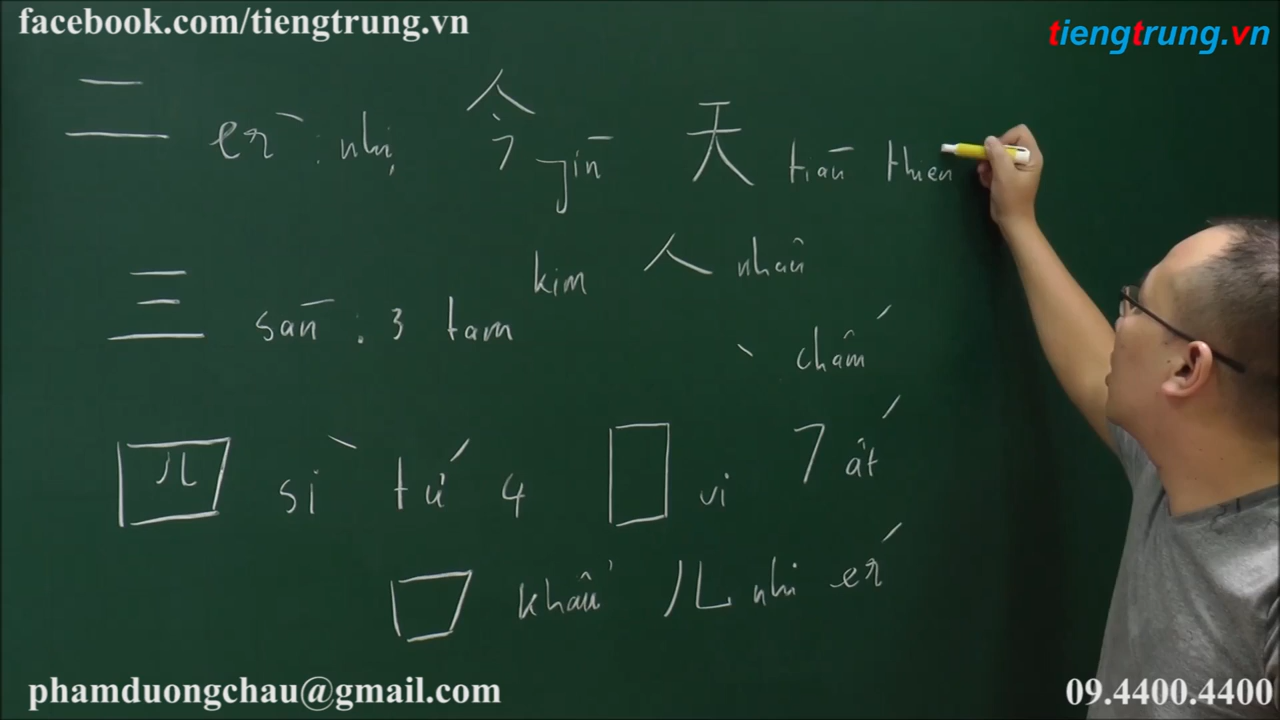 facebook.com/tiengtrung.vn
tiengtrung.vn
二 èr : nhị 今 jīn 天 tiān thien
kim 人 nhân
三 sān : 3 tam
丶 chấm
四 sì tứ 4 囗 vi ㇇ ất
口 khẩu 儿 nhi ér
phamduongchau@gmail.com
09.4400.4400